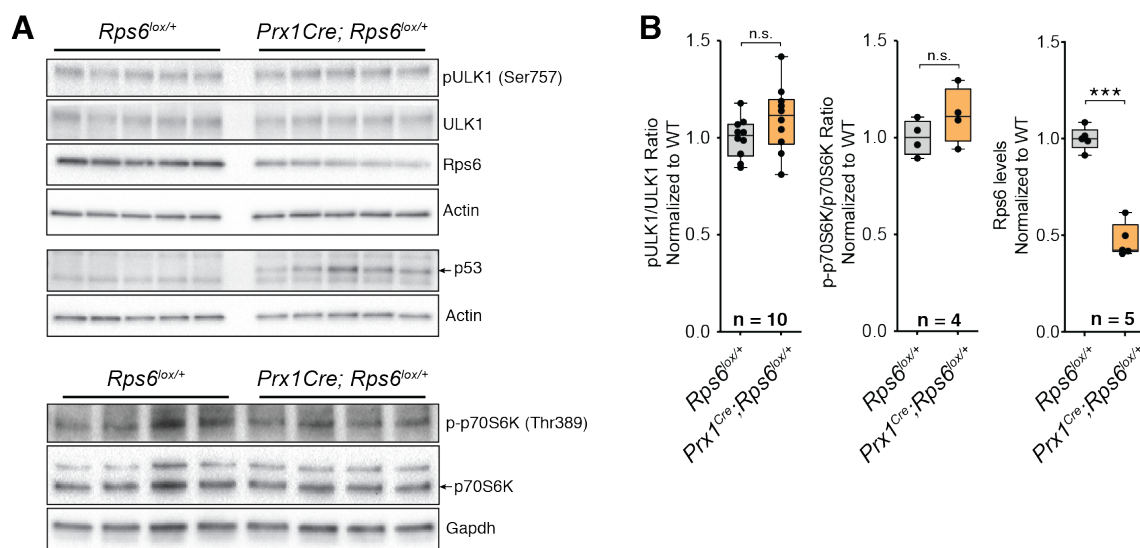 A
Rps6lox/+ Prx1Cre; Rps6lox/+
pULK1 (Ser757)
ULK1
Rps6
Actin
p53
Actin
Rps6lox/+ Prx1Cre; Rps6lox/+
p-p70S6K (Thr389)
p70S6K
Gapdh
B
pULK1/ULK1 Ratio
Normalized to WT
1.5
1.0
0.5
0.0
n.s.
n = 10
Rps6lox/+
Prx1Cre;Rps6lox/+
p-p70S6K/p70S6K Ratio
Normalized to WT
1.5
1.0
0.5
0.0
n.s.
n = 4
Rps6lox/+
Prx1Cre;Rps6lox/+
Rps6 levels
Normalized to WT
1.5
1.0
0.5
0.0
***
n = 5
Rps6lox/+
Prx1Cre;Rps6lox/+